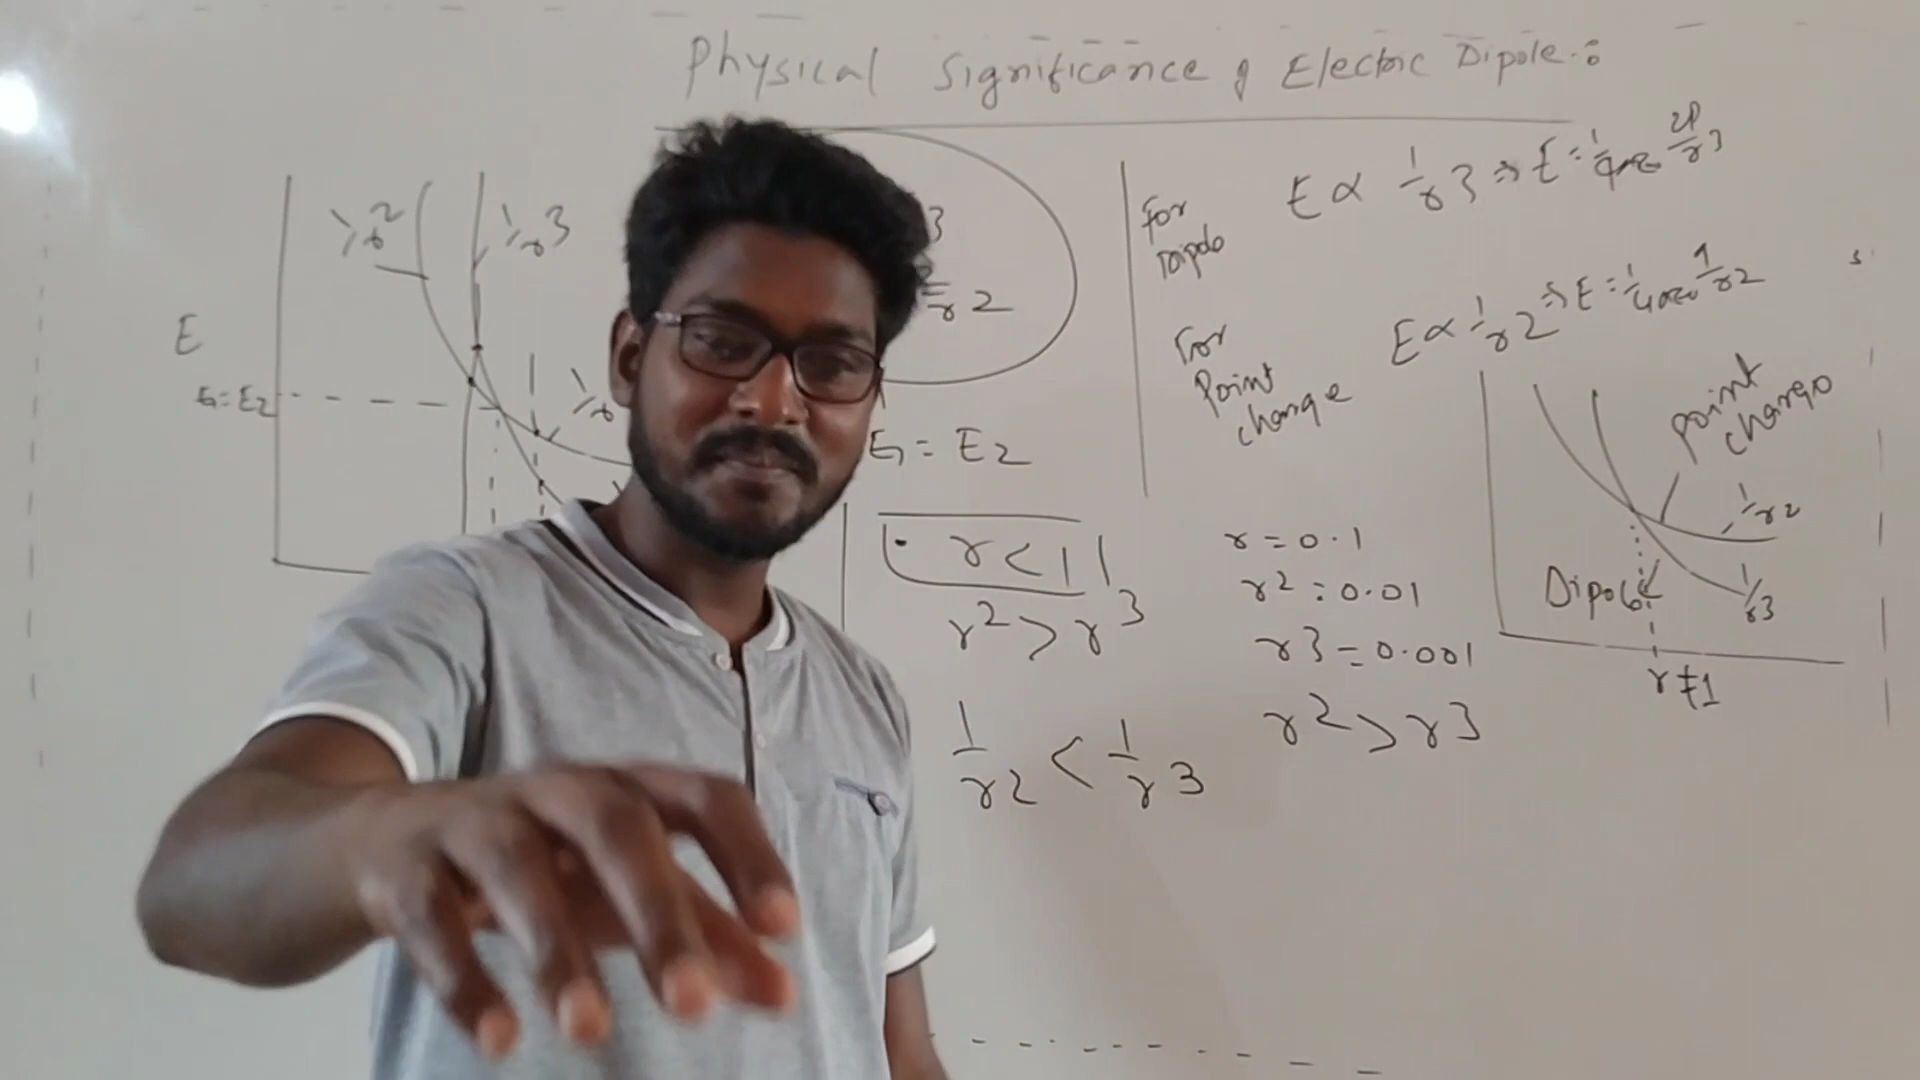 Physical Significance of Electric Dipole :
1/r2
1/r3
E
E1 = E2
1/r
3
r2
E1 = E2
For
Dipole
E ∝ 1/r3 ⇒ E = 1/4πε0 2P/r3
For
Point
charge
E ∝ 1/r2 ⇒ E = 1/4πε0 q/r2
r < 1
r2 > r3
1/r2 < 1/r3
r = 0.1
r2 = 0.01
r3 = 0.001
r2 > r3
point
charge
1/r2
Dipole
1/r3